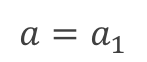 a = a₁